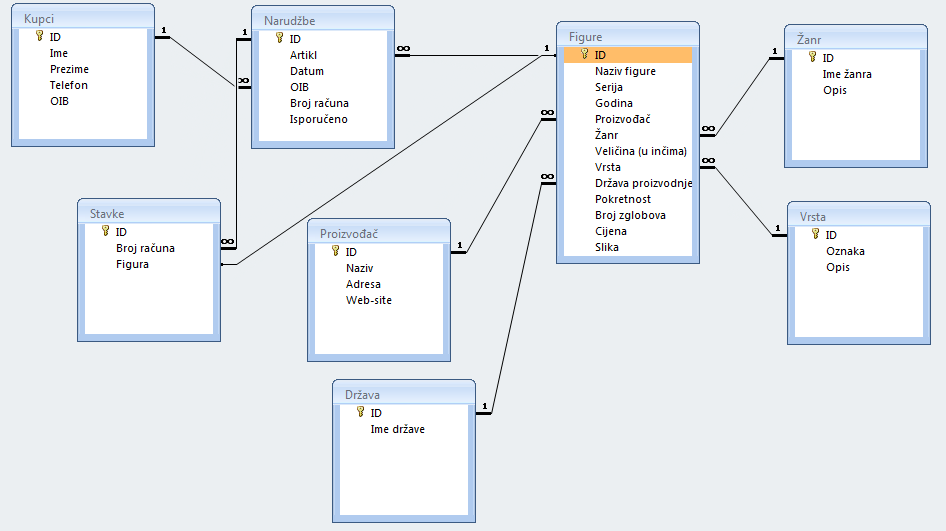 Kupci
ID
Ime
Prezime
Telefon
OIB
Narudžbe
ID
Artikl
Datum
OIB
Broj računa
Isporučeno
Figure
ID
Naziv figure
Serija
Godina
Proizvođač
Žanr
Veličina (u inčima)
Vrsta
Država proizvodnje
Pokretnost
Broj zglobova
Cijena
Slika
Žanr
ID
Ime žanra
Opis
Stavke
ID
Broj računa
Figura
Proizvođač
ID
Naziv
Adresa
Web-site
Vrsta
ID
Oznaka
Opis
Država
ID
Ime države
1
∞
1
∞
∞
1
∞
1
∞
1
∞
1
∞
1